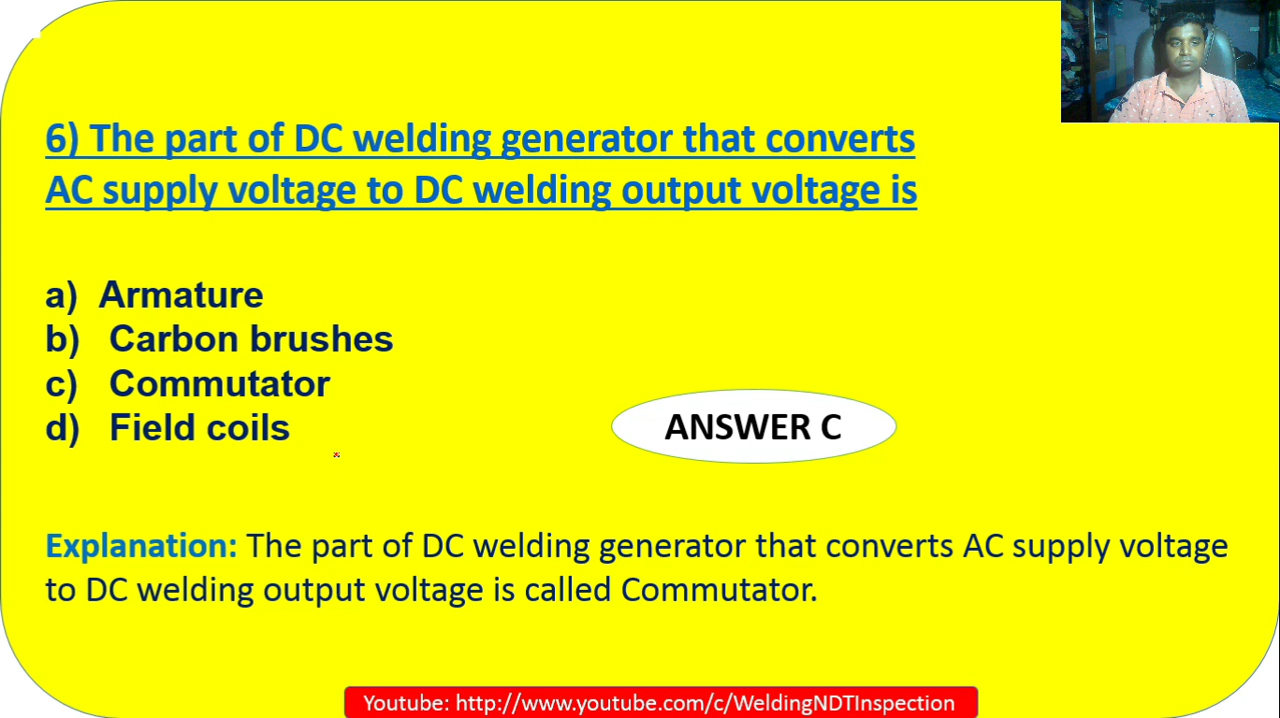 6) The part of DC welding generator that converts
AC supply voltage to DC welding output voltage is
a) Armature
b) Carbon brushes
c) Commutator
d) Field coils
ANSWER C
Explanation: The part of DC welding generator that converts AC supply voltage
to DC welding output voltage is called Commutator.
Youtube: http://www.youtube.com/c/WeldingNDTInspection